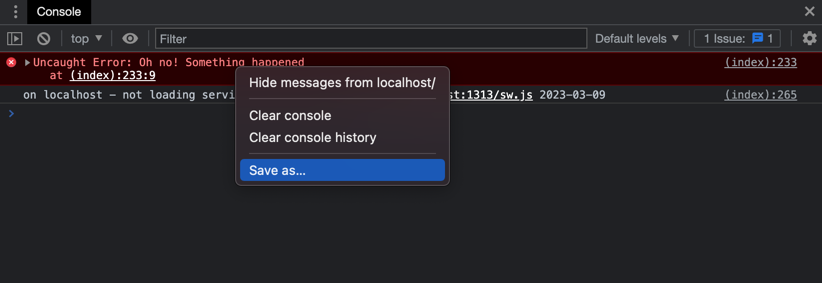 Console
top
Filter
Default levels
1 Issue:
1
Uncaught Error: Oh no! Something happened
(index):233
at (index):233:9
on localhost – not loading servi
st:1313/sw.js 2023-03-09
(index):265
Hide messages from localhost/
Clear console
Clear console history
Save as...